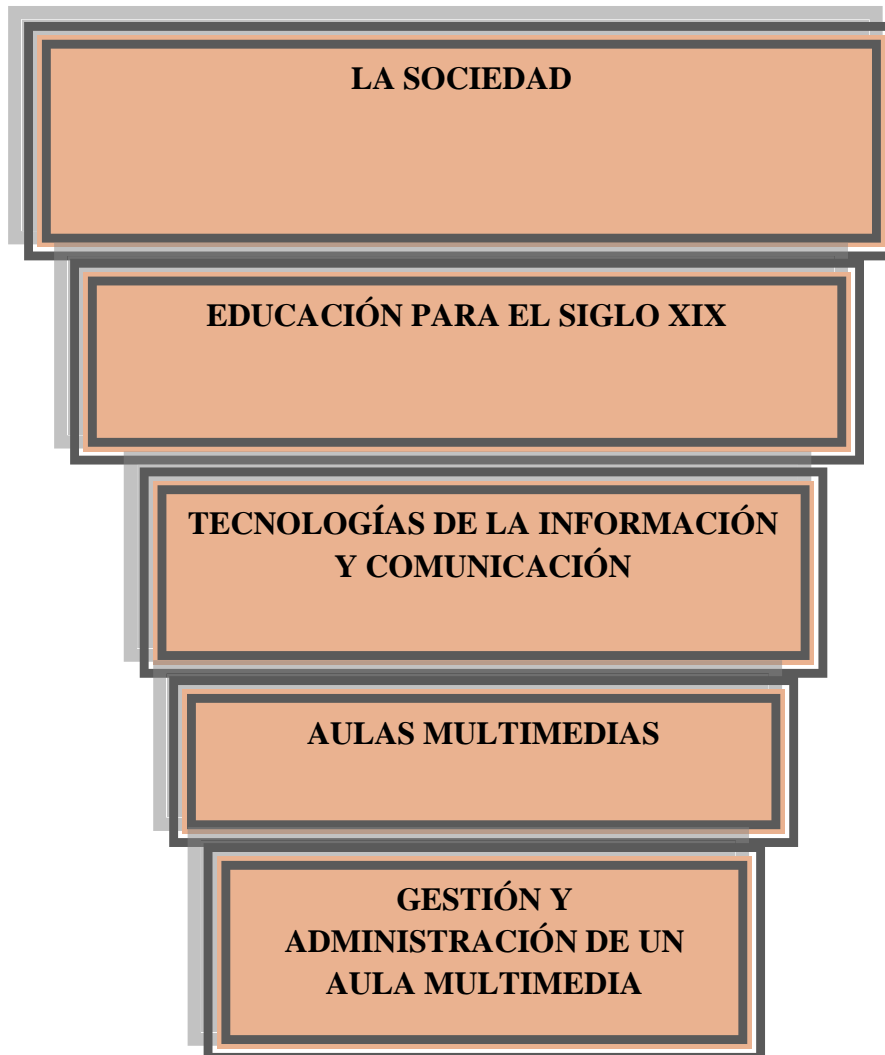 LA SOCIEDAD
EDUCACIÓN PARA EL SIGLO XIX
TECNOLOGÍAS DE LA INFORMACIÓN
Y COMUNICACIÓN
AULAS MULTIMEDIAS
GESTIÓN Y
ADMINISTRACIÓN DE UN
AULA MULTIMEDIA